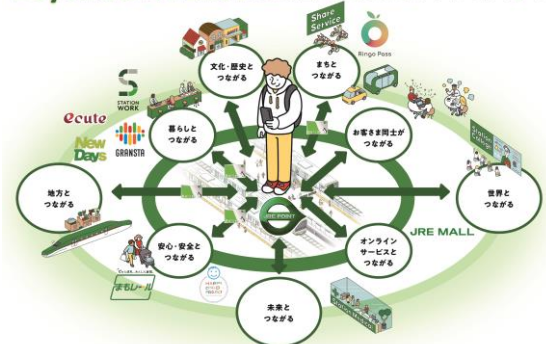 Share
Service
Ringo Pass
文化・歴史と
つながる
まちと
つながる
STATION
WORK
ecute
New
Days
GRANSTA
暮らしと
つながる
お客さま同士が
つながる
Station
College
地方と
つながる
世界と
つながる
JRE POINT
JRE MALL
安心・安全と
つながる
オンライン
サービスと
つながる
まもレール
未来と
つながる